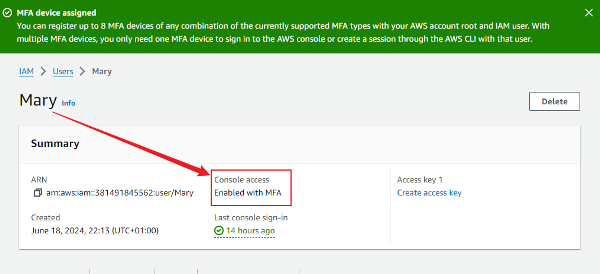 MFA device assigned
You can register up to 8 MFA devices of any combination of the currently supported MFA types with your AWS account root and IAM user. With
multiple MFA devices, you only need one MFA device to sign in to the AWS console or create a session through the AWS CLI with that user.
IAM > Users > Mary
Mary Info
Delete
Summary
ARN
arn:aws:iam::381491845562:user/Mary
Console access
Enabled with MFA
Access key 1
Create access key
Created
June 18, 2024, 22:13 (UTC+01:00)
Last console sign-in
14 hours ago